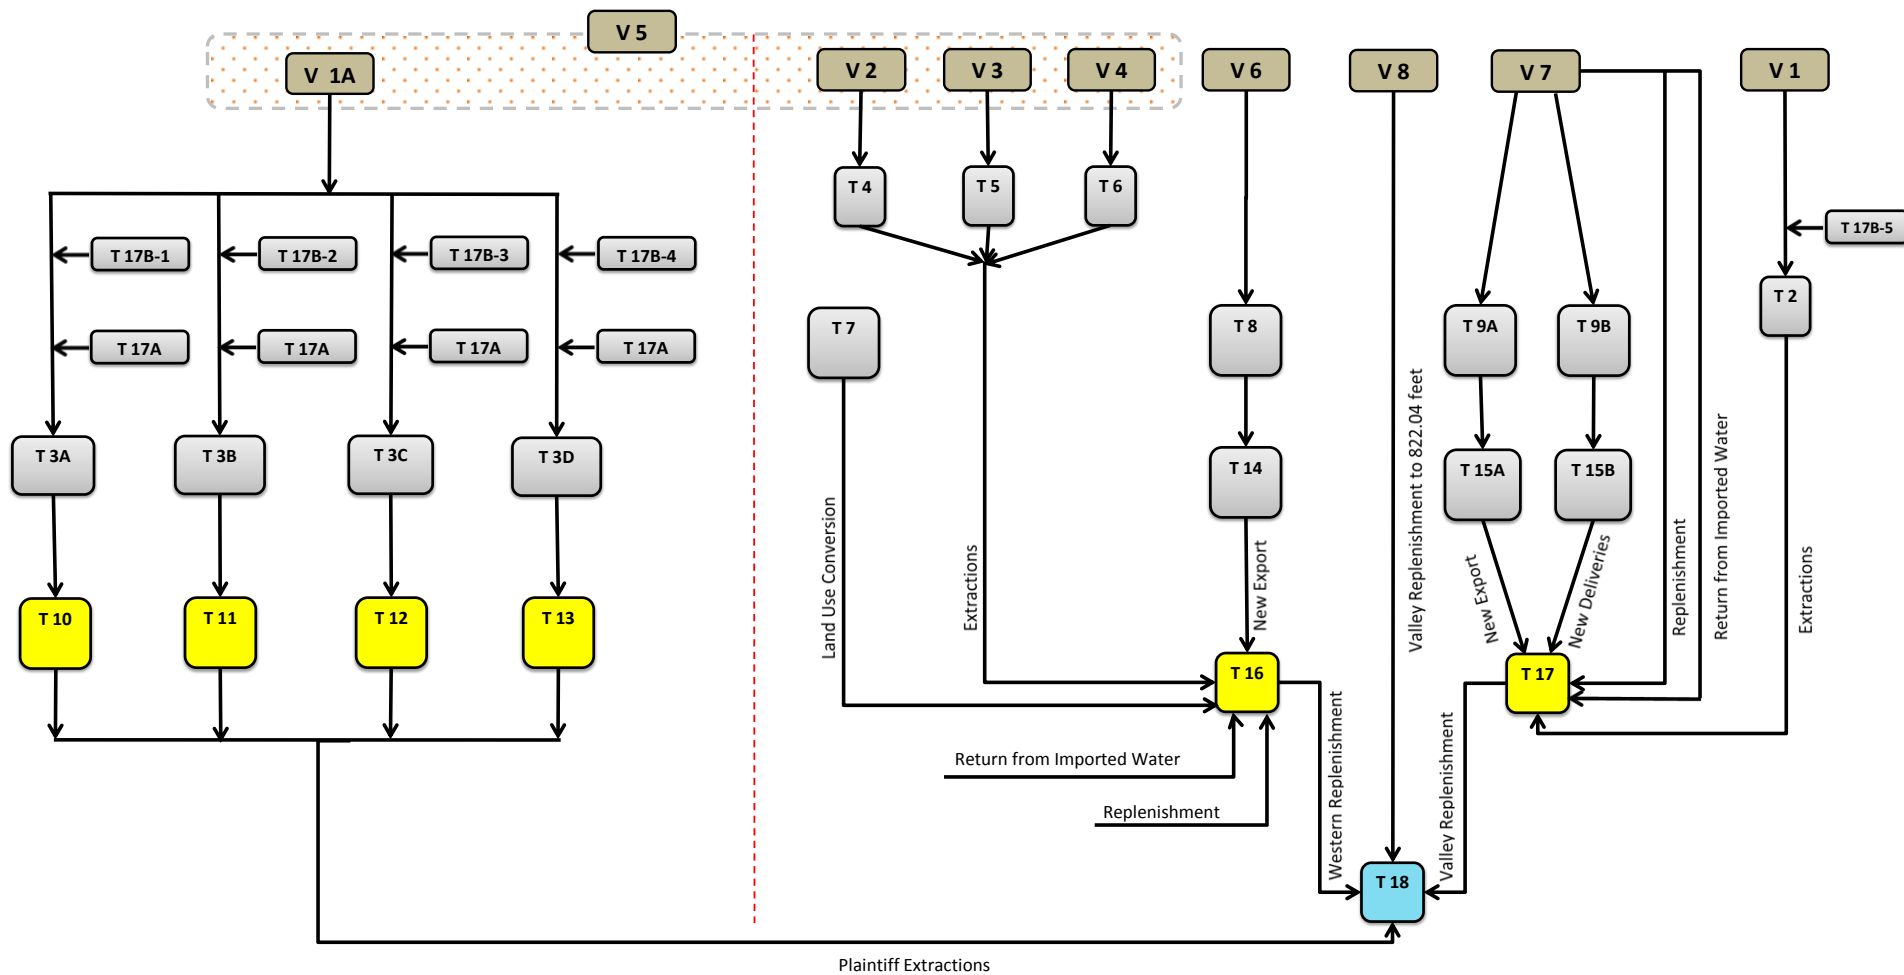 V 5
V 1A
V 2
V 3
V 4
V 6
V 8
V 7
V 1
T 4
T 5
T 6
T 17B-1
T 17B-2
T 17B-3
T 17B-4
T 17B-5
T 2
T 7
T 8
T 9A
T 9B
T 17A
T 17A
T 17A
T 17A
T 3A
T 3B
T 3C
T 3D
T 14
T 15A
T 15B
Land Use Conversion
Extractions
New Export
Valley Replenishment to 822.04 feet
New Export
New Deliveries
Replenishment
Return from Imported Water
Extractions
T 10
T 11
T 12
T 13
T 16
T 17
Return from Imported Water
Replenishment
Western Replenishment
Valley Replenishment
T 18
Plaintiff Extractions